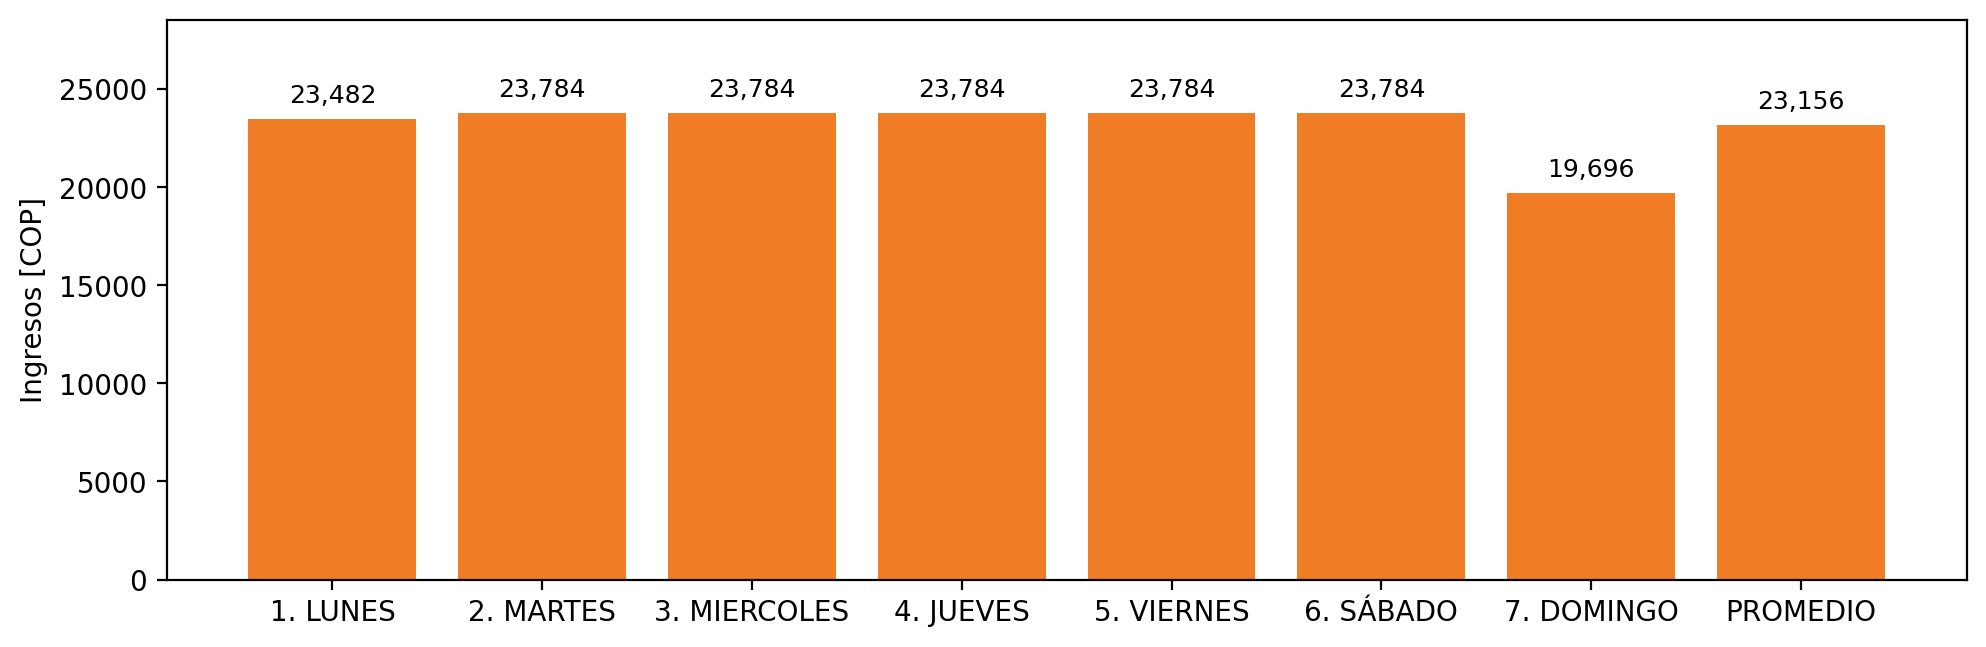 Ingresos [COP]
25000
20000
15000
10000
5000
0
23,482
23,784
23,784
23,784
23,784
23,784
19,696
23,156
1. LUNES
2. MARTES
3. MIERCOLES
4. JUEVES
5. VIERNES
6. SÁBADO
7. DOMINGO
PROMEDIO